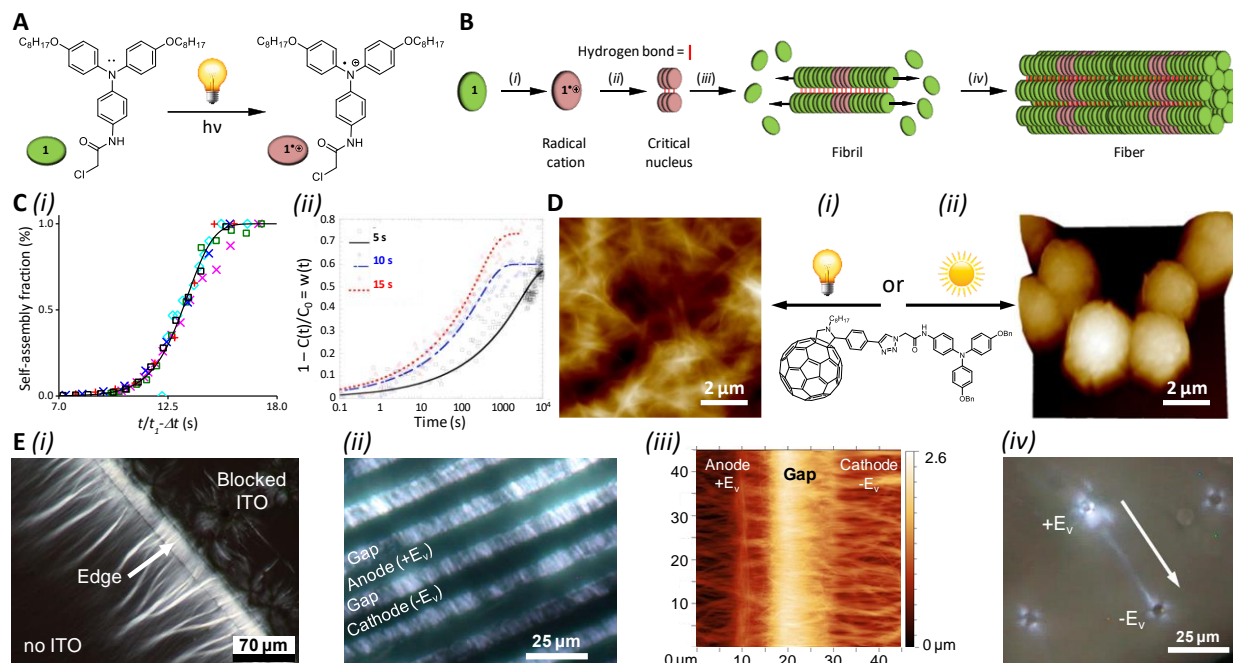 A
C₈H₁₇O
OC₈H₁₇
N
NH
O
Cl
1
hν
C₈H₁₇O
OC₈H₁₇
N
NH
O
Cl
1•⊕
B
Hydrogen bond =
1
(i)
1•⊕
(ii)
(iii)
(iv)
Radical
cation
Critical
nucleus
Fibril
Fiber
C (i)
Self-assembly fraction (%)
1.0
0.5
0.0
7.0
12.5
18.0
t/t₁-Δt (s)
(ii)
1 − C(t)/C₀ = w(t)
0.8
0.7
0.6
0.5
0.4
0.3
0.2
0.1
0
5 s
10 s
15 s
0.1
1
10
100
1000
10⁴
Time (s)
D
2 µm
(i)
(ii)
or
C₈H₁₇
N
N
N=N
O
H
N
N
OBn
OBn
2 µm
E (i)
Blocked
ITO
Edge
no ITO
70 µm
(ii)
Gap
Anode (+Eᵥ)
Gap
Cathode (-Eᵥ)
25 µm
(iii)
Anode
+Eᵥ
Gap
Cathode
-Eᵥ
40
30
20
10
0 µm
10
20
30
40
2.6
0 µm
(iv)
+Eᵥ
-Eᵥ
25 µm